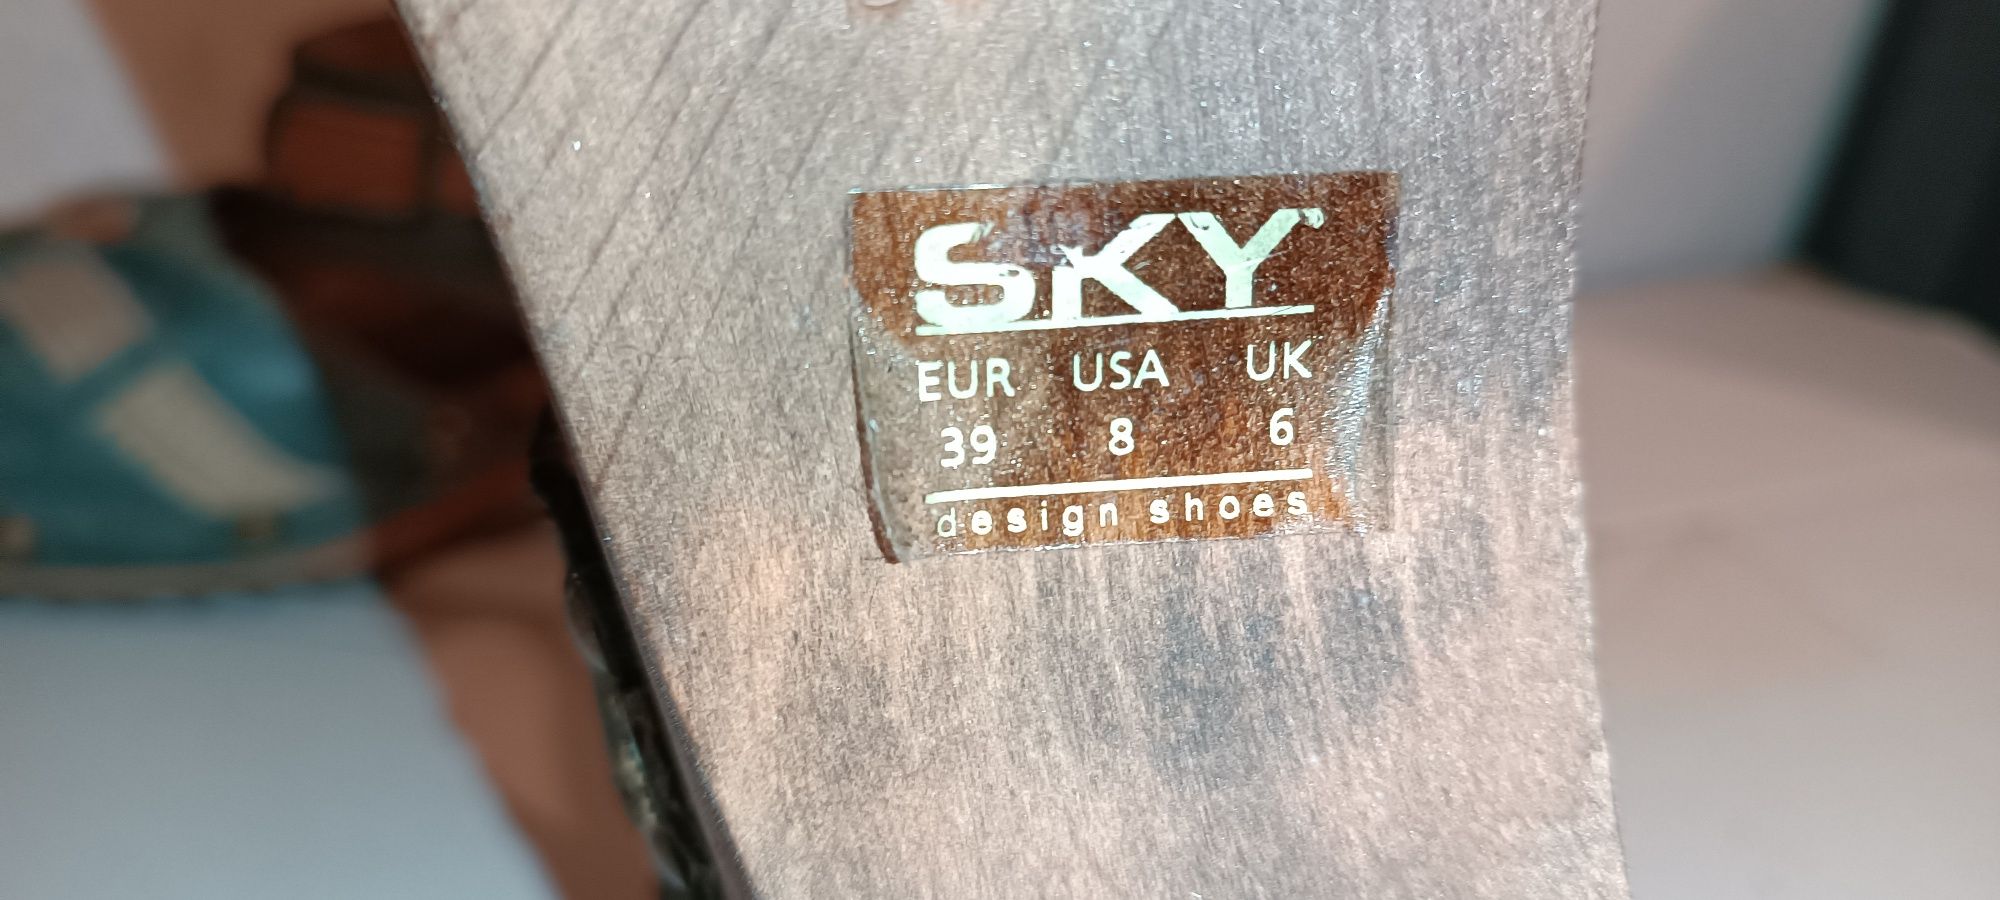 SKY
EUR USA UK
39 8 6
design shoes